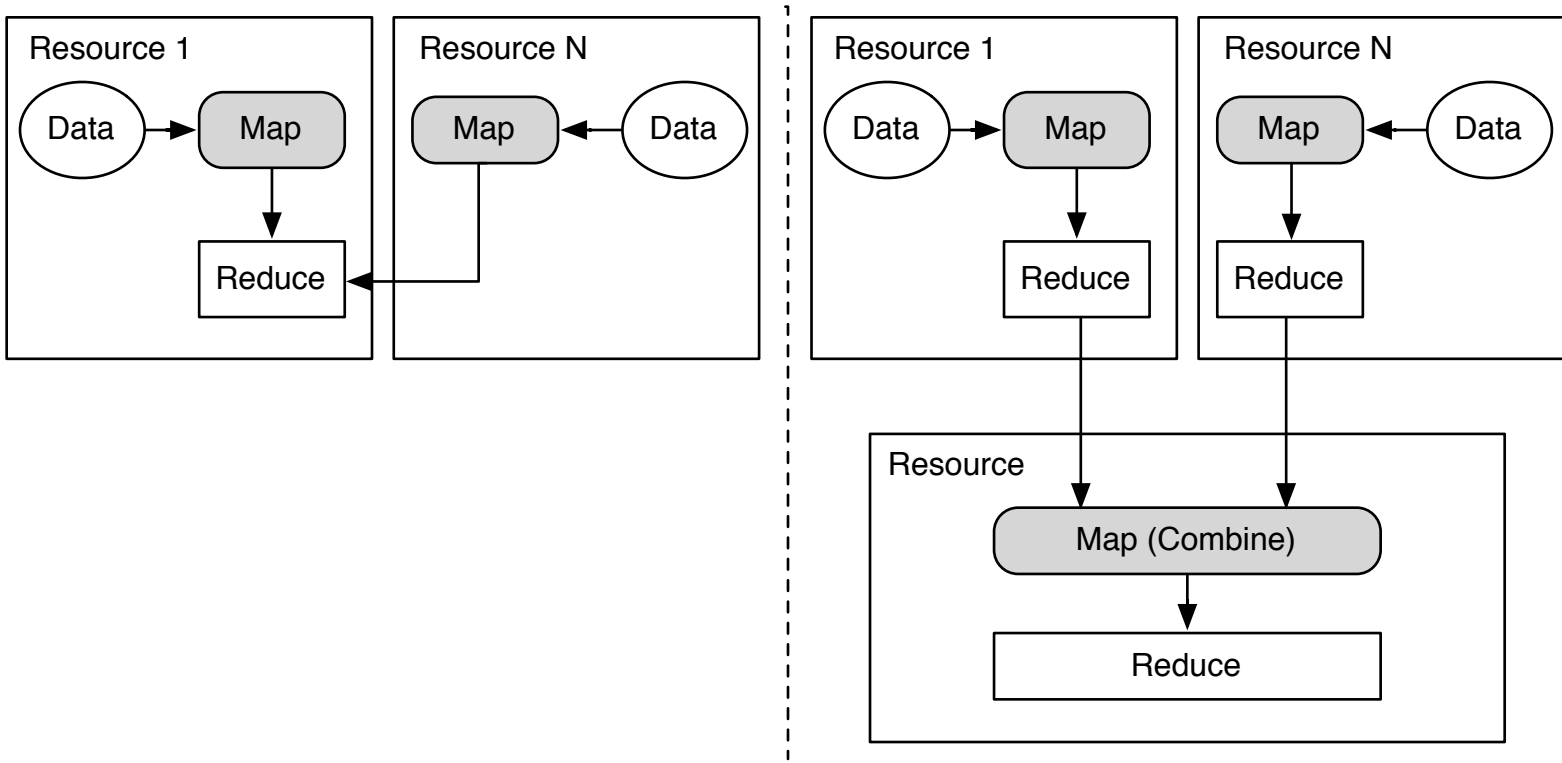 Resource 1
Data
Map
Reduce
Resource N
Map
Data
Resource 1
Data
Map
Reduce
Resource N
Map
Data
Reduce
Resource
Map (Combine)
Reduce